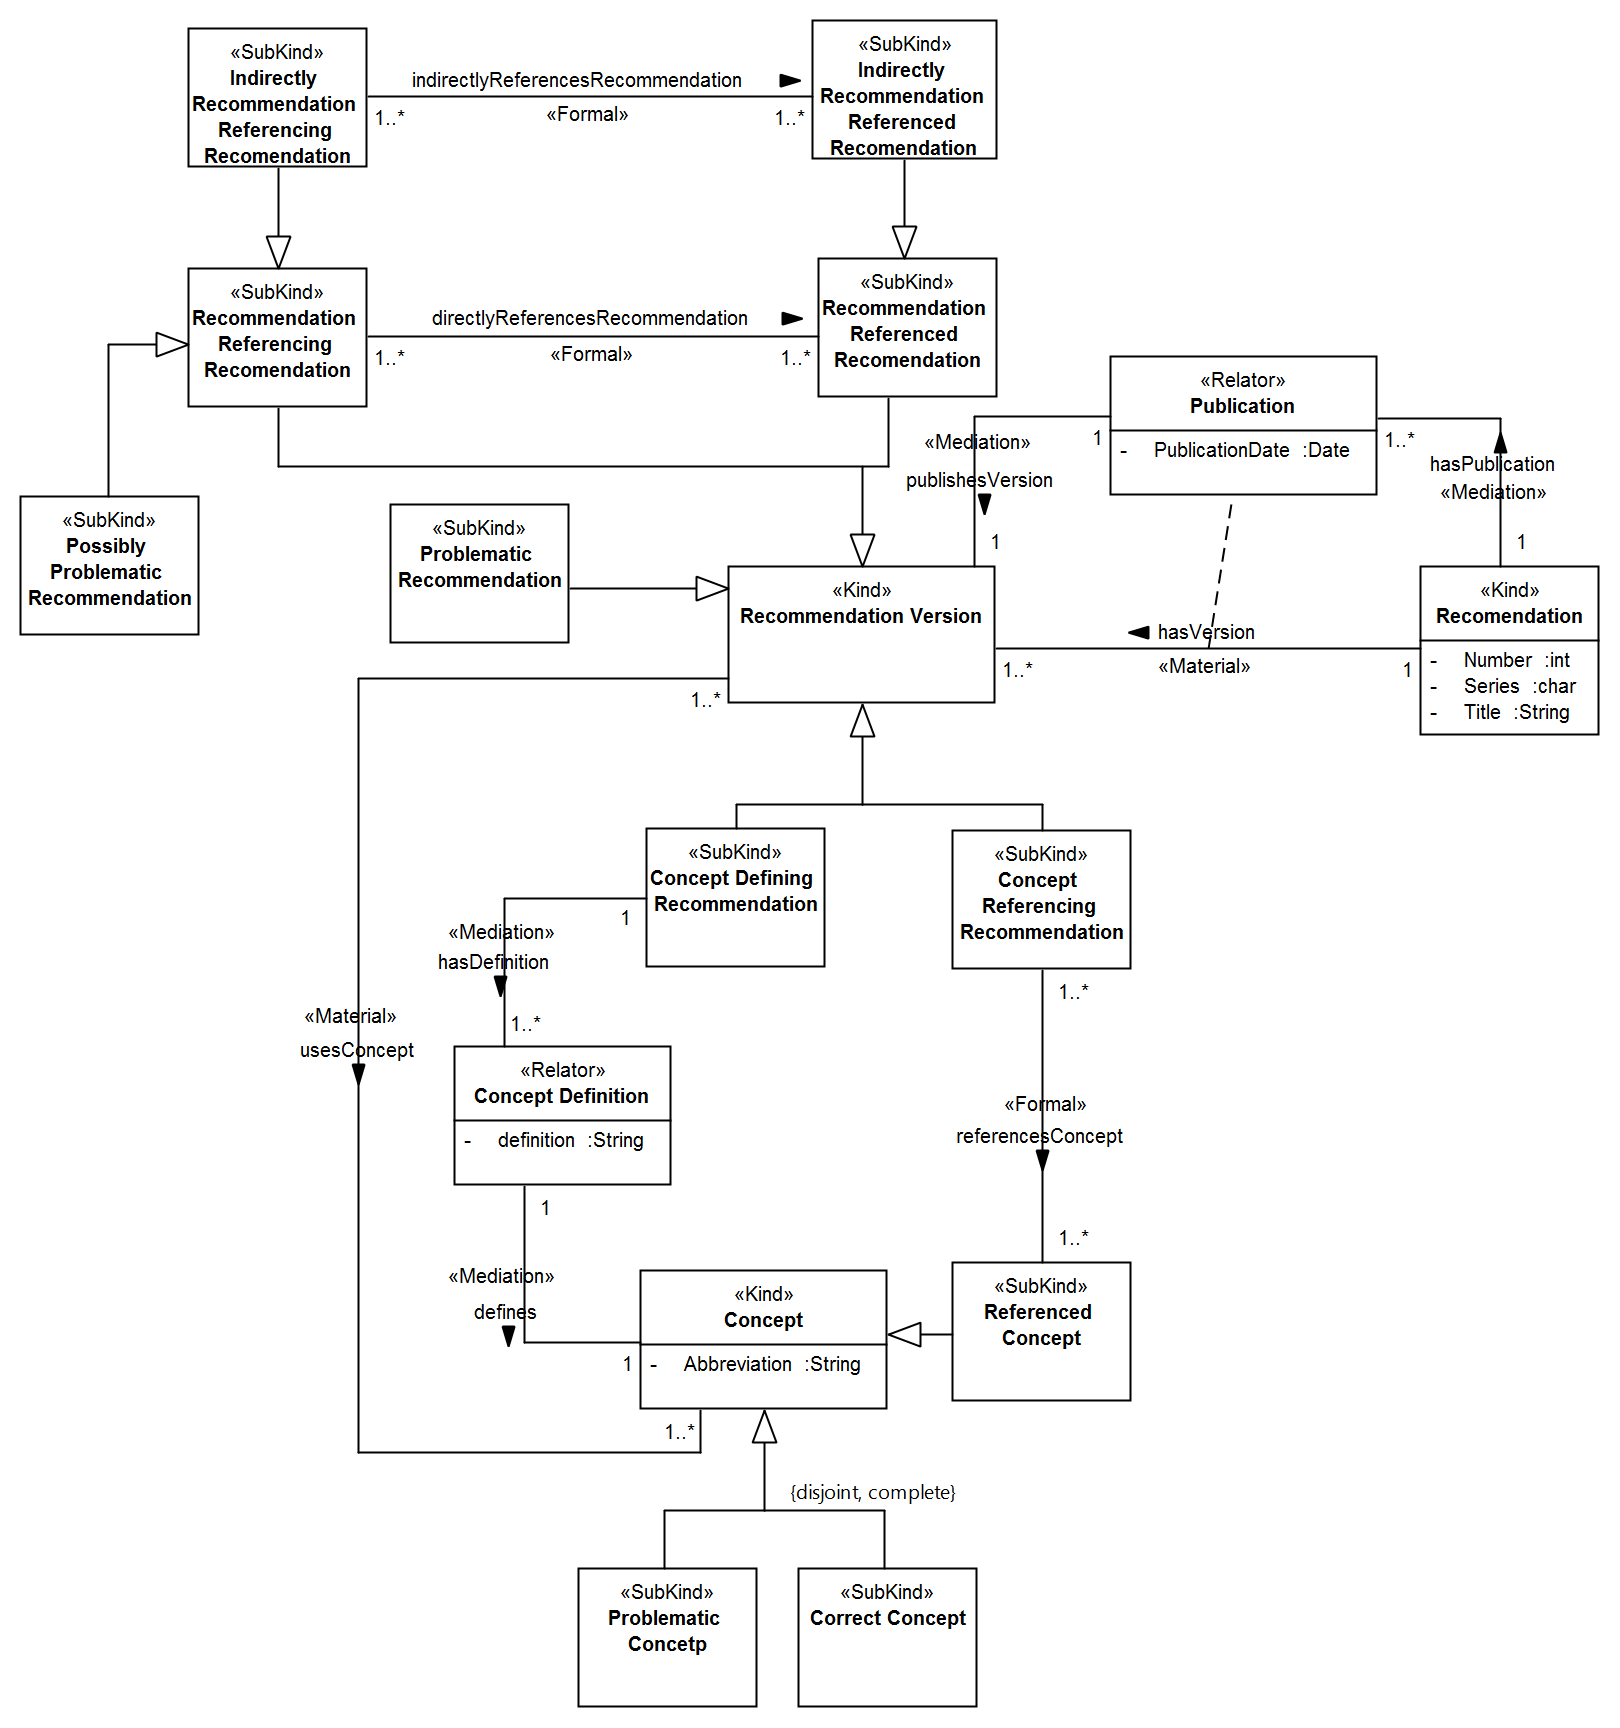 «SubKind»
Indirectly
Recommendation
Referencing
Recomendation
indirectlyReferencesRecommendation
1..*
«Formal»
1..*
«SubKind»
Indirectly
Recommendation
Referenced
Recomendation
«SubKind»
Recommendation
Referencing
Recomendation
directlyReferencesRecommendation
1..*
«Formal»
1..*
«SubKind»
Recommendation
Referenced
Recomendation
«Relator»
Publication
- PublicationDate :Date
1
«Mediation»
publishesVersion
1
1..*
hasPublication
«Mediation»
1
«SubKind»
Possibly
Problematic
Recommendation
«SubKind»
Problematic
Recommendation
«Kind»
Recommendation Version
hasVersion
«Material»
1..*
1
«Kind»
Recomendation
- Number :int
- Series :char
- Title :String
1..*
«SubKind»
Concept Defining
Recommendation
«SubKind»
Concept
Referencing
Recommendation
1
«Mediation»
hasDefinition
1..*
1..*
«Material»
usesConcept
«Relator»
Concept Definition
- definition :String
«Formal»
referencesConcept
1
1..*
«Mediation»
defines
1
«Kind»
Concept
- Abbreviation :String
«SubKind»
Referenced
Concept
1..*
{disjoint, complete}
«SubKind»
Problematic
Concetp
«SubKind»
Correct Concept